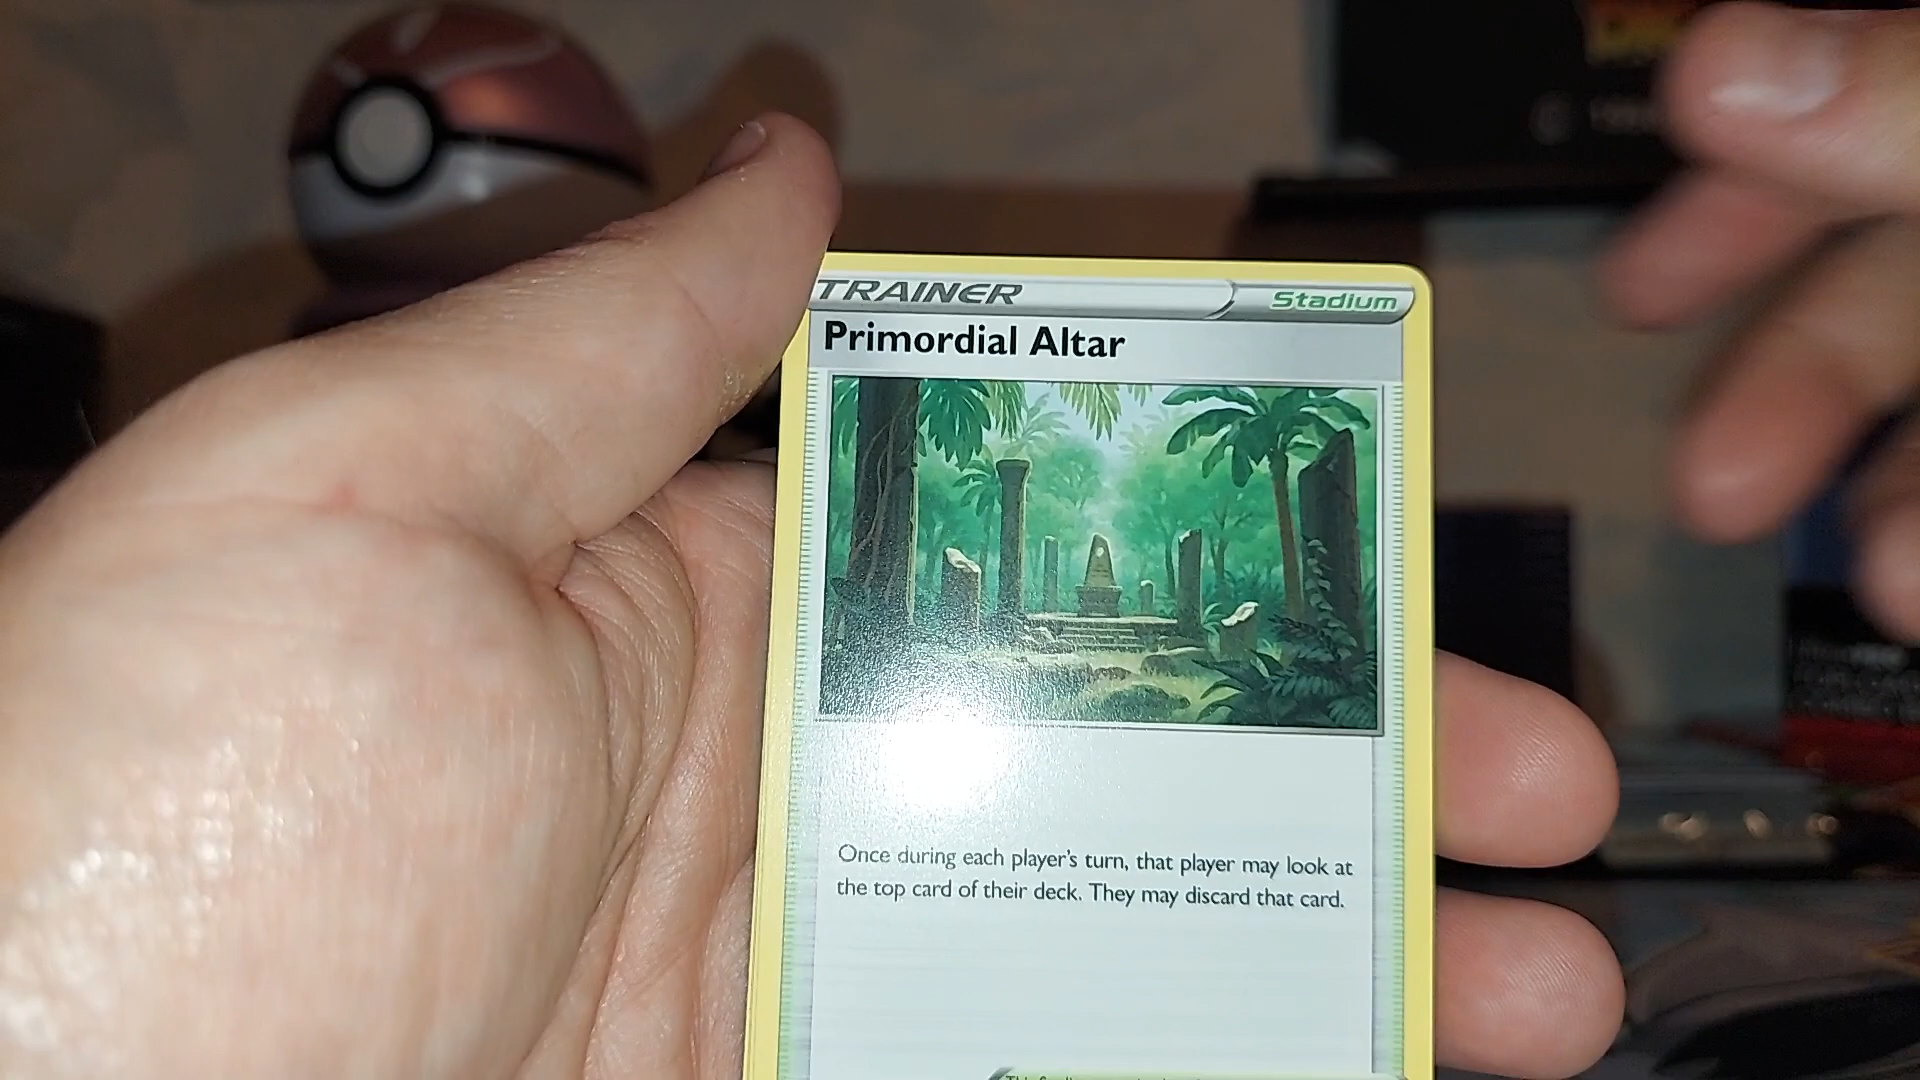 TRAINER
Stadium
Primordial Altar
Once during each player's turn, that player may look at
the top card of their deck. They may discard that card.